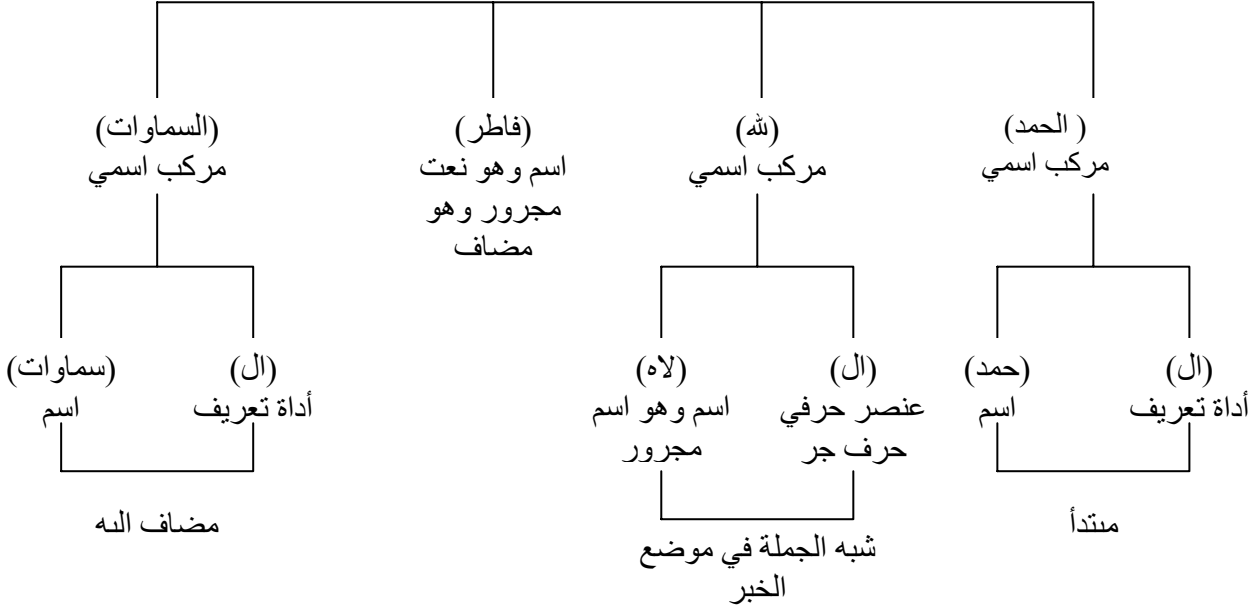 ( الحمد)
مركب اسمي
(لله)
مركب اسمي
(فاطر)
اسم وهو نعت
مجرور وهو
مضاف
(السماوات)
مركب اسمي
(ال)
أداة تعريف
(حمد)
اسم
(ال)
عنصر حرفي
حرف جر
(لاه)
اسم وهو اسم
مجرور
(ال)
أداة تعريف
(سماوات)
اسم
مبتدأ
شبه الجملة في موضع
الخبر
مضاف اليه